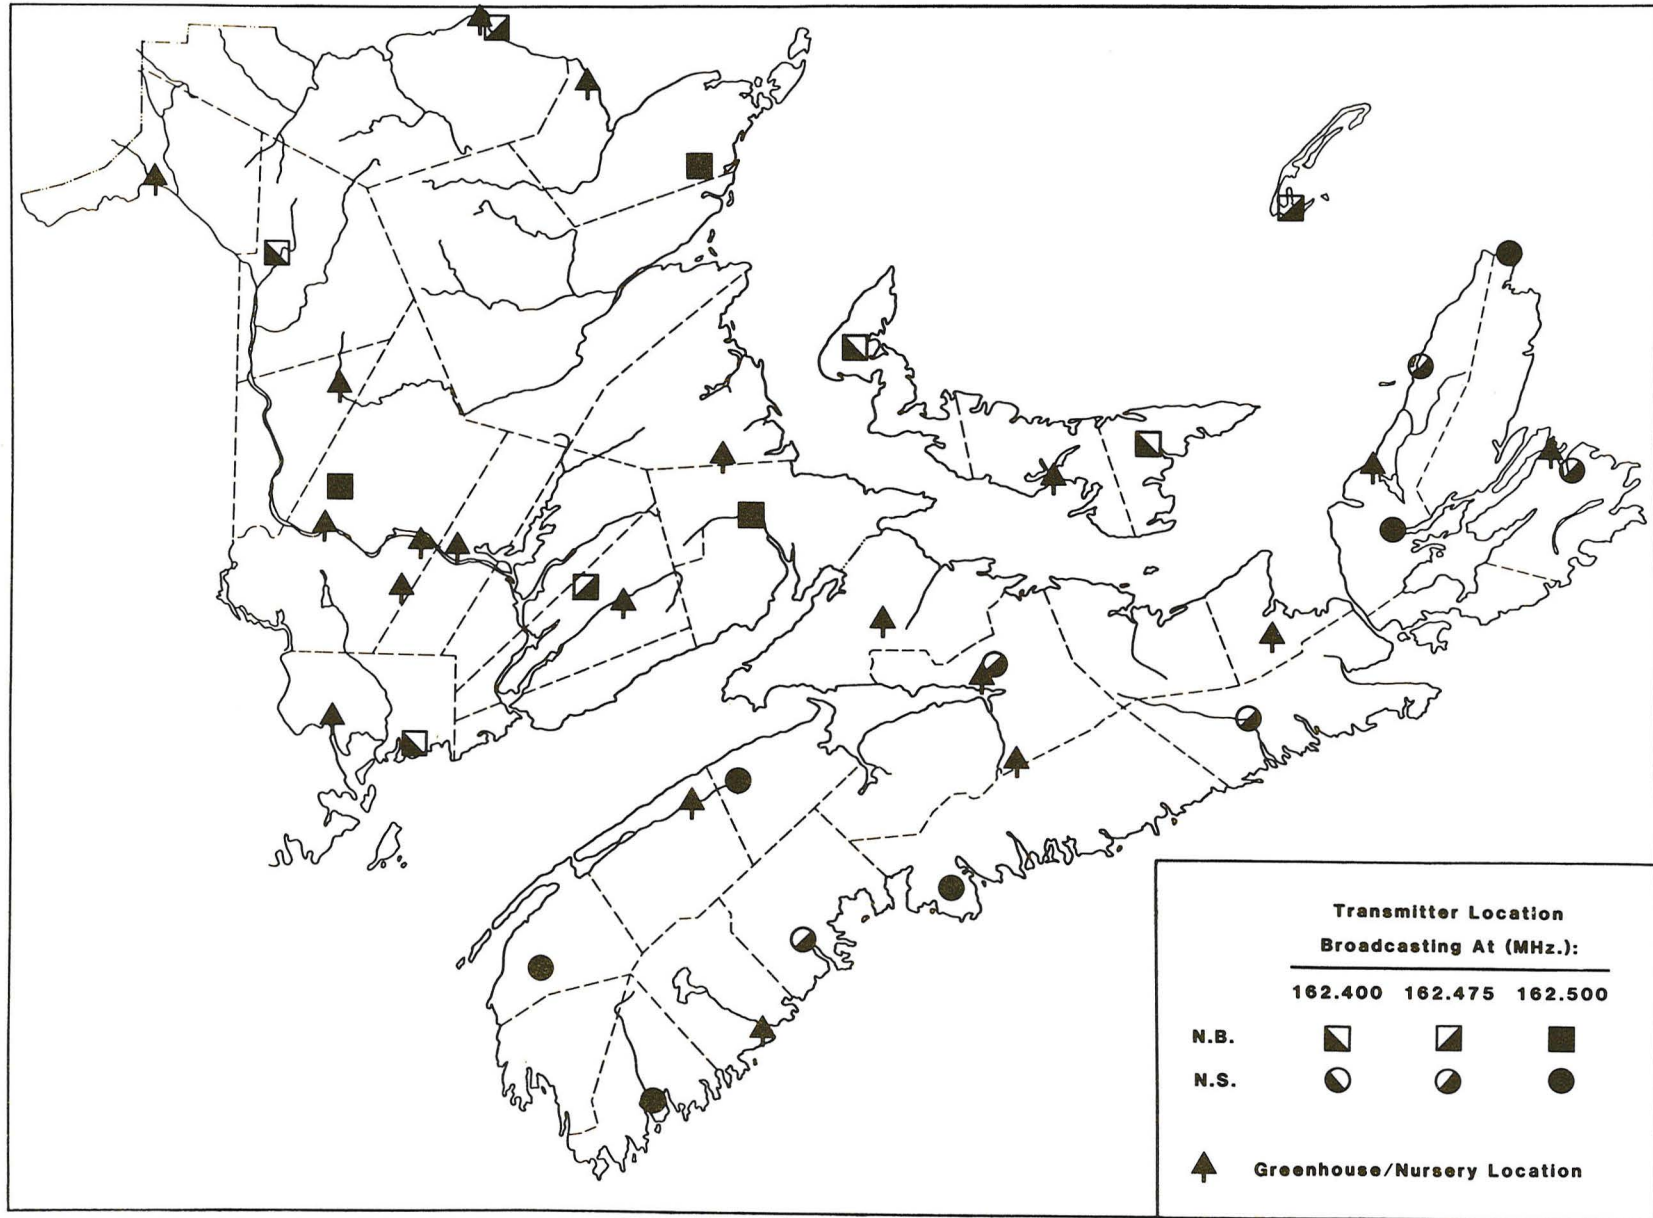 Transmitter Location
Broadcasting At (MHz.):
162.400 162.475 162.500
N.B.
N.S.
Greenhouse/Nursery Location